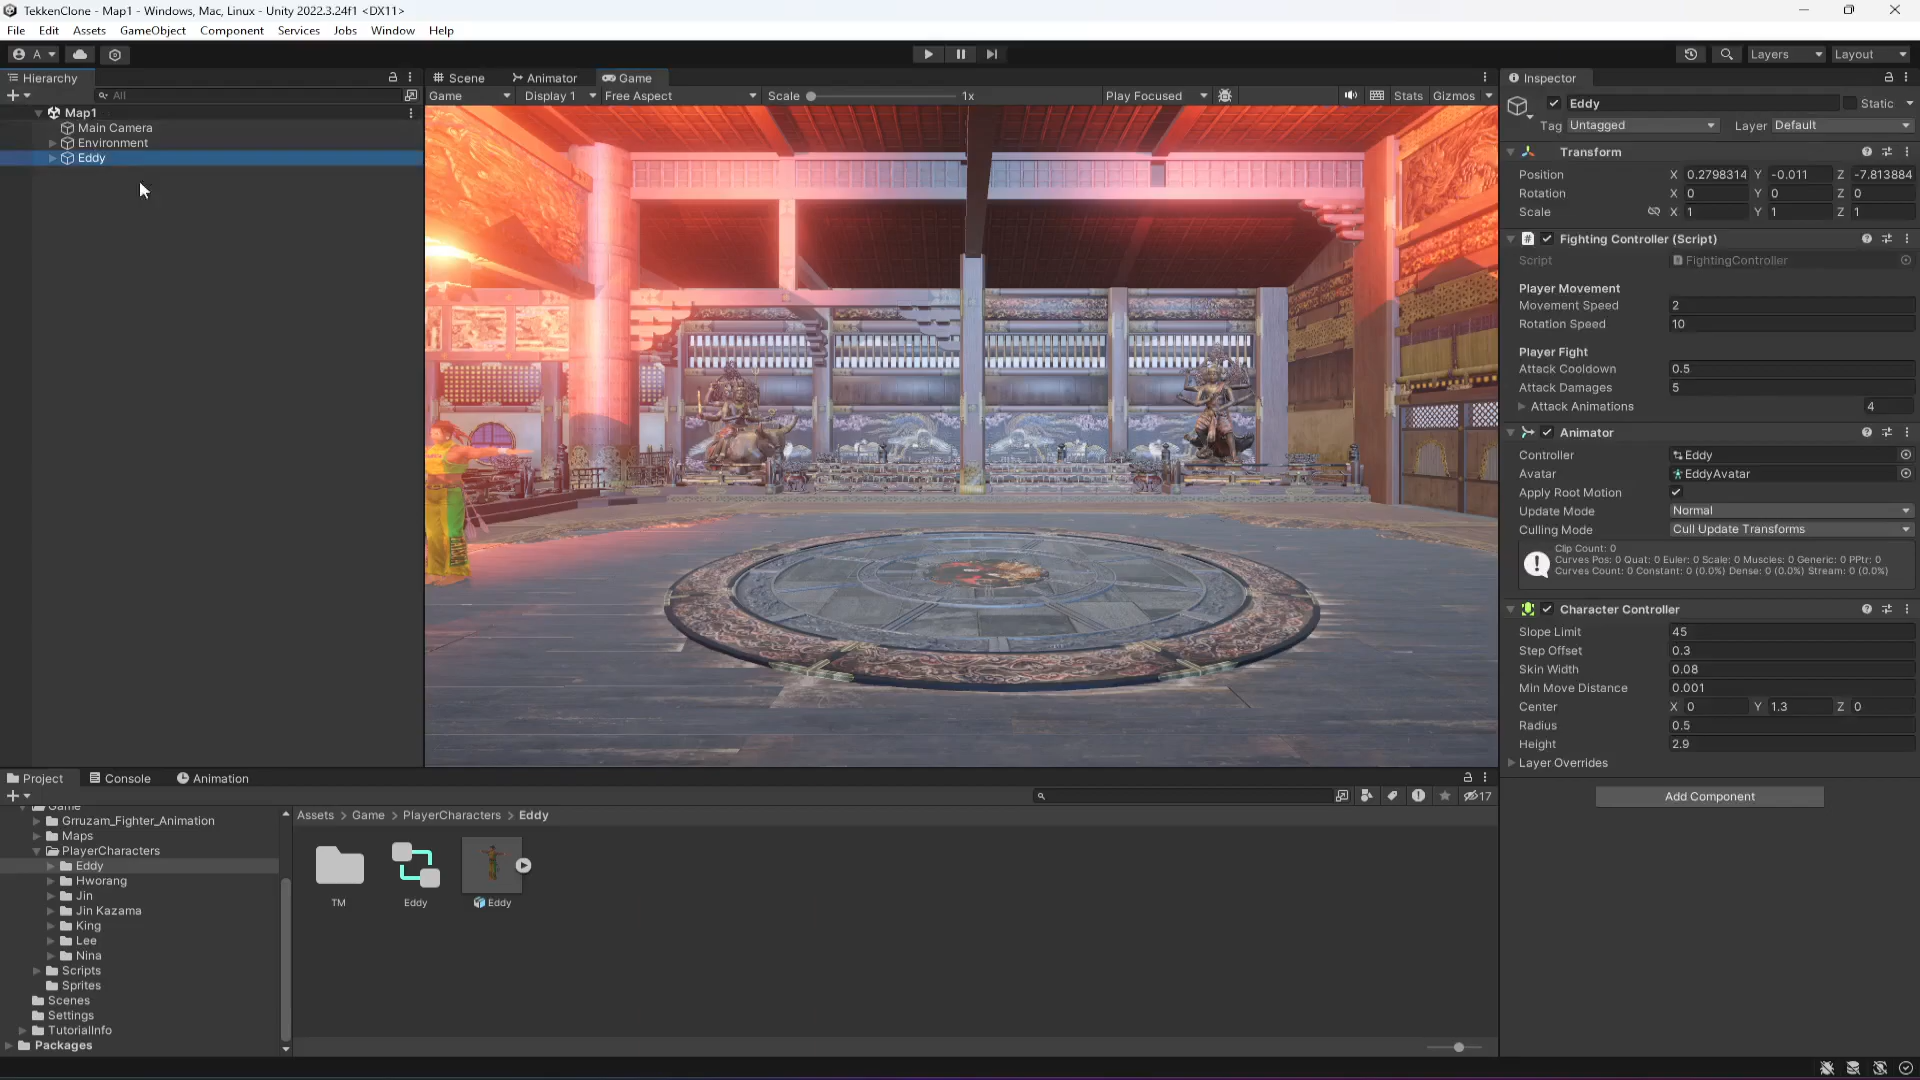 TekkenClone - Map1 - Windows, Mac, Linux - Unity 2022.3.24f1 <DX11>
File Edit Assets GameObject Component Services Jobs Window Help
A Layers Layout
Hierarchy
All
Map1
Main Camera
Environment
Eddy
Scene Animator Game
Game Display 1 Free Aspect Scale 1x Play Focused Stats Gizmos
Inspector
Eddy Static
Tag Untagged Layer Default
Transform
Position X 0.2798314 Y -0.011 Z -7.813884
Rotation X 0 Y 0 Z 0
Scale X 1 Y 1 Z 1
Fighting Controller (Script)
Script FightingController
Player Movement
Movement Speed 2
Rotation Speed 10
Player Fight
Attack Cooldown 0.5
Attack Damages 5
Attack Animations 4
Animator
Controller Eddy
Avatar EddyAvatar
Apply Root Motion
Update Mode Normal
Culling Mode Cull Update Transforms
Clip Count: 0
Curves Pos: 0 Quat: 0 Euler: 0 Scale: 0 Muscles: 0 Generic: 0 PPtr: 0
Curves Count: 0 Constant: 0 (0.0%) Dense: 0 (0.0%) Stream: 0 (0.0%)
Character Controller
Slope Limit 45
Step Offset 0.3
Skin Width 0.08
Min Move Distance 0.001
Center X 0 Y 1.3 Z 0
Radius 0.5
Height 2.9
Layer Overrides
Add Component
Project Console Animation
17
Game
Grruzam_Fighter_Animation
Maps
PlayerCharacters
Eddy
Hworang
Jin
Jin Kazama
King
Lee
Nina
Scripts
Sprites
Scenes
Settings
TutorialInfo
Packages
Assets > Game > PlayerCharacters > Eddy
TM Eddy Eddy